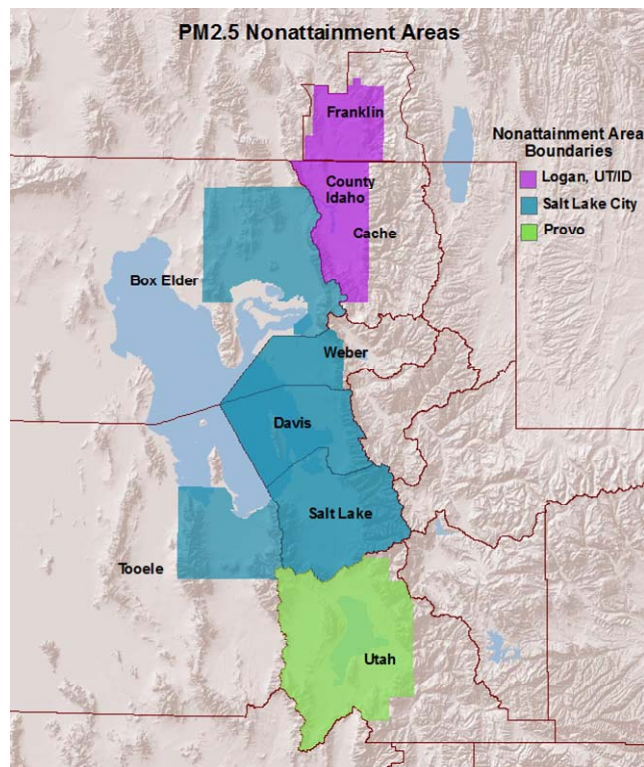 PM2.5 Nonattainment Areas
Franklin
Nonattainment Area
Boundaries
Logan, UT/ID
Salt Lake City
Provo
County
Idaho
Cache
Box Elder
Weber
Davis
Salt Lake
Tooele
Utah